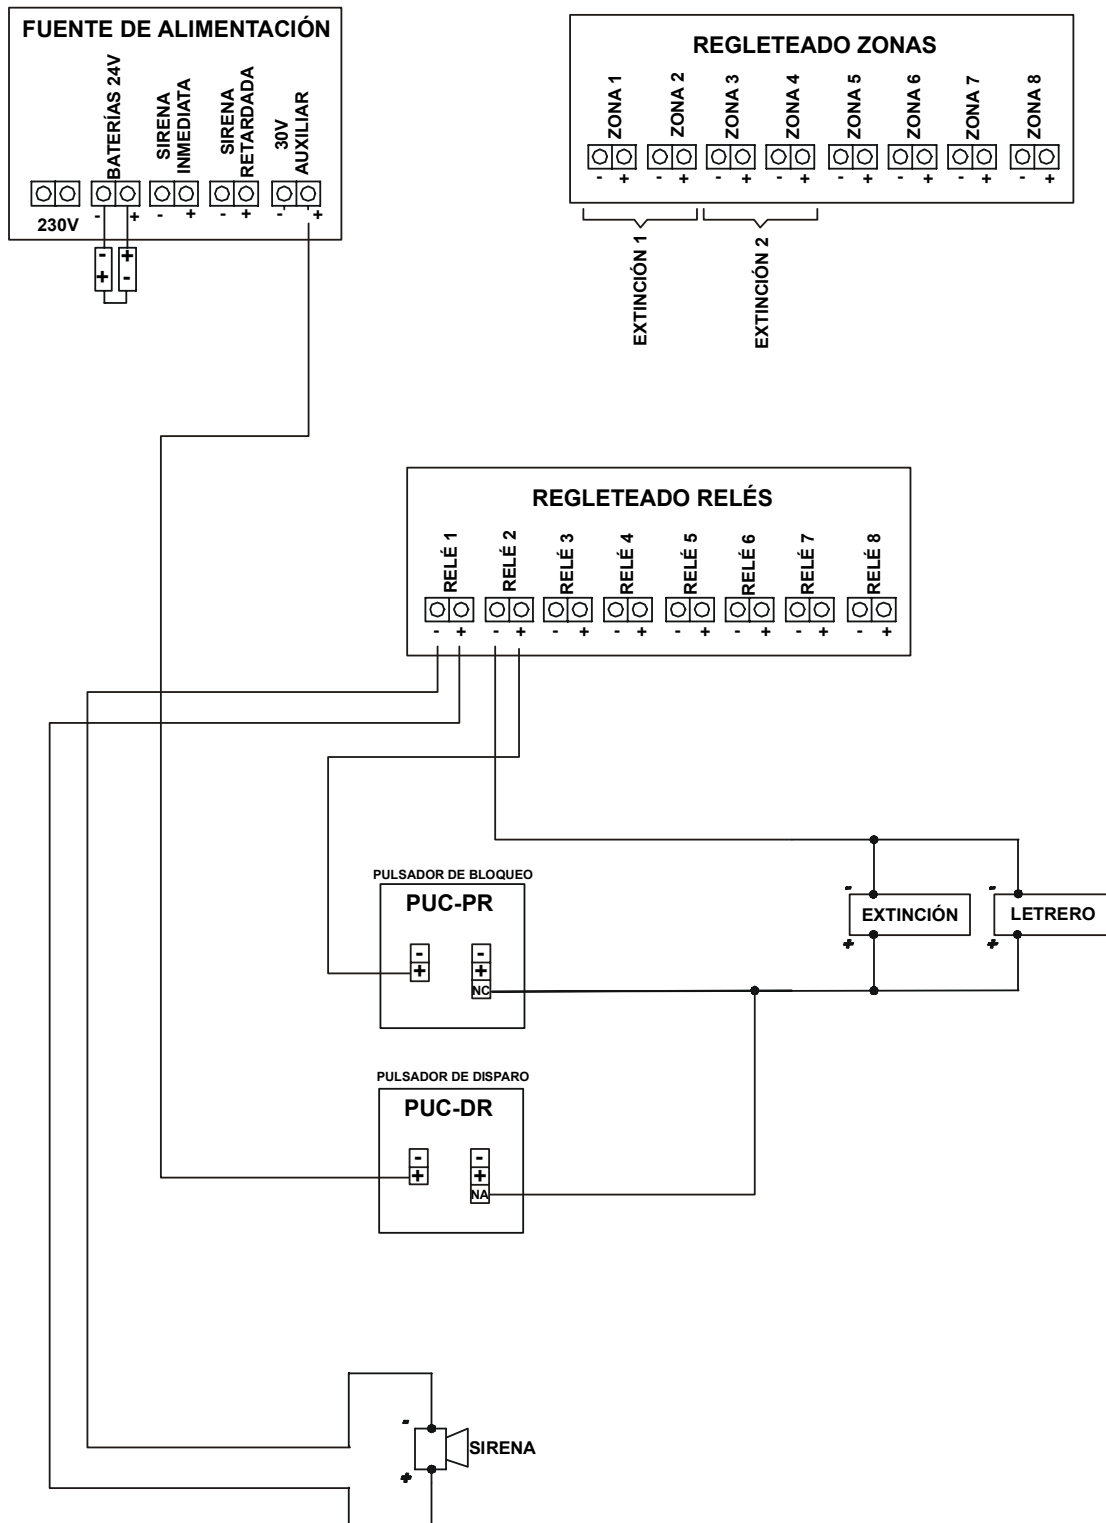 FUENTE DE ALIMENTACIÓN
BATERÍAS 24V
SIRENA
INMEDIATA
SIRENA
RETARDADA
30V
AUXILIAR
230V
- + - + - + - +
- +
+ -
REGLETEADO ZONAS
ZONA 1
ZONA 2
ZONA 3
ZONA 4
ZONA 5
ZONA 6
ZONA 7
ZONA 8
- + - + - + - + - + - + - + - +
EXTINCIÓN 1
EXTINCIÓN 2
REGLETEADO RELÉS
RELÉ 1
RELÉ 2
RELÉ 3
RELÉ 4
RELÉ 5
RELÉ 6
RELÉ 7
RELÉ 8
- + - + - + - + - + - + - + - +
PULSADOR DE BLOQUEO
PUC-PR
- -
+ +
NC
-
EXTINCIÓN
+
-
LETRERO
+
PULSADOR DE DISPARO
PUC-DR
- -
+ +
NA
-
SIRENA
+